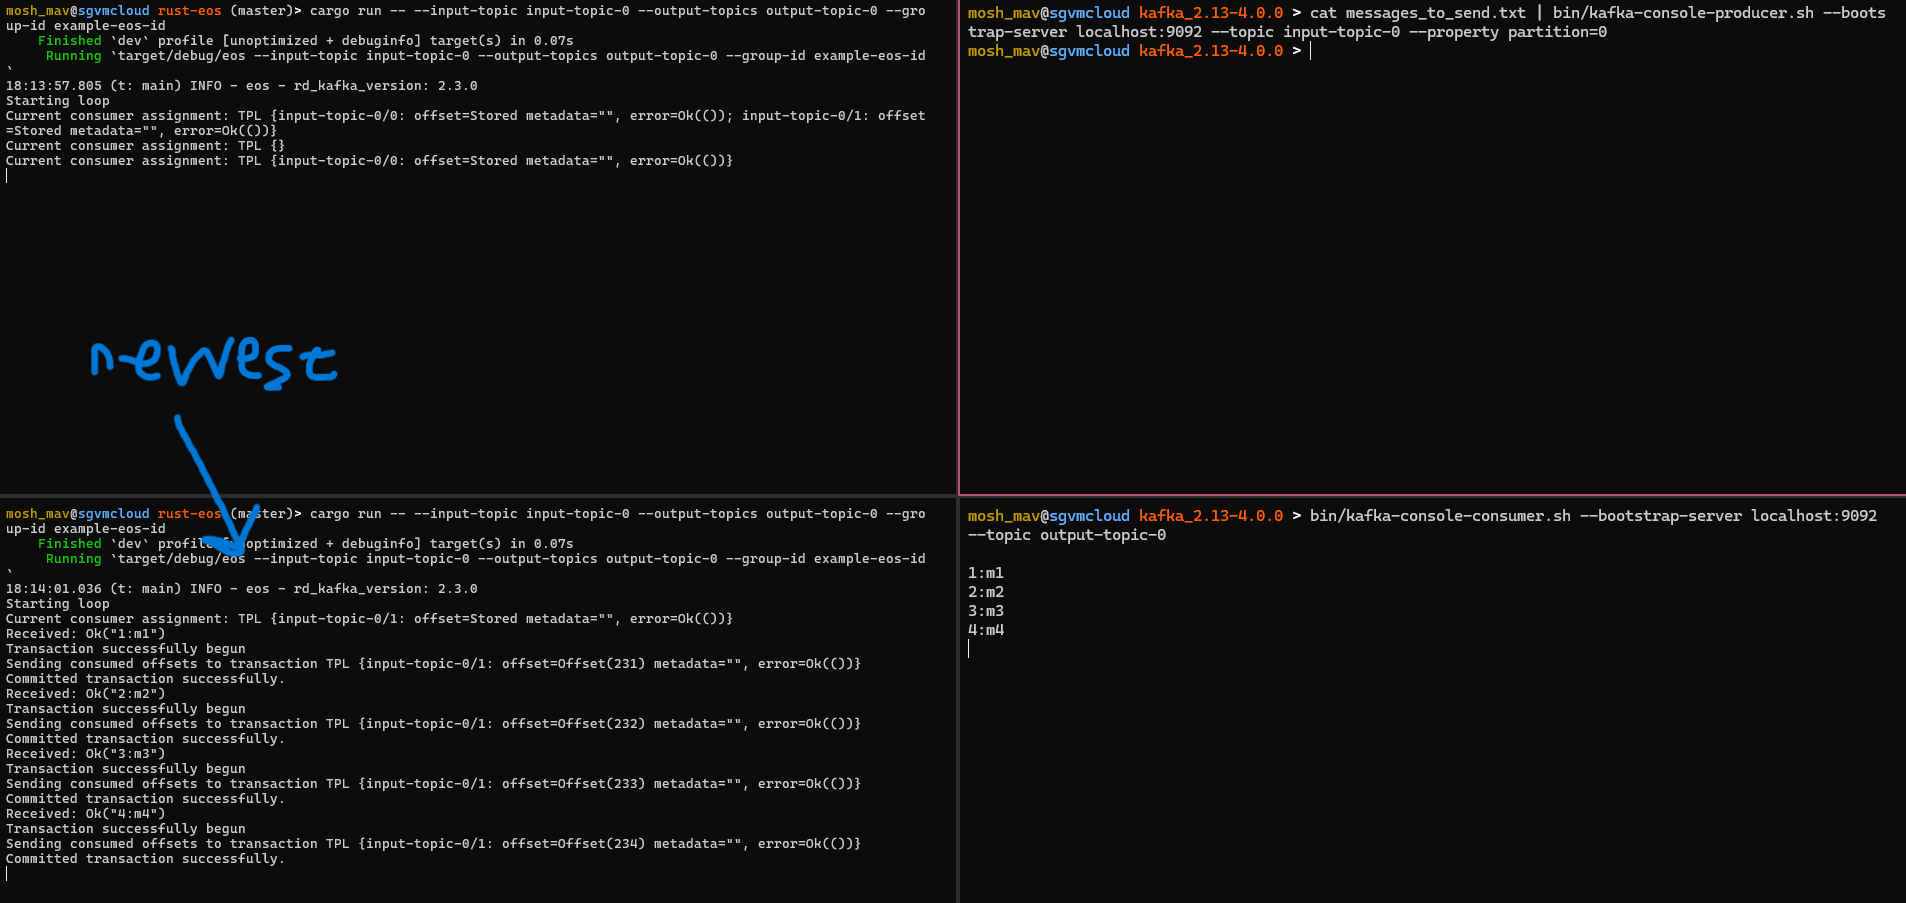 mosh_mav@sgvmcloud rust-eos (master)> cargo run -- --input-topic input-topic-0 --output-topics output-topic-0 --gro
up-id example-eos-id
Finished `dev` profile [unoptimized + debuginfo] target(s) in 0.07s
Running `target/debug/eos --input-topic input-topic-0 --output-topics output-topic-0 --group-id example-eos-id
`
18:13:57.805 (t: main) INFO - eos - rd_kafka_version: 2.3.0
Starting loop
Current consumer assignment: TPL {input-topic-0/0: offset=Stored metadata="", error=Ok(()); input-topic-0/1: offset
=Stored metadata="", error=Ok(())}
Current consumer assignment: TPL {}
Current consumer assignment: TPL {input-topic-0/0: offset=Stored metadata="", error=Ok(())}
newest
mosh_mav@sgvmcloud kafka_2.13-4.0.0 > cat messages_to_send.txt | bin/kafka-console-producer.sh --boots
trap-server localhost:9092 --topic input-topic-0 --property partition=0
mosh_mav@sgvmcloud kafka_2.13-4.0.0 >
mosh_mav@sgvmcloud rust-eos (master)> cargo run -- --input-topic input-topic-0 --output-topics output-topic-0 --gro
up-id example-eos-id
Finished `dev` profile [unoptimized + debuginfo] target(s) in 0.07s
Running `target/debug/eos --input-topic input-topic-0 --output-topics output-topic-0 --group-id example-eos-id
`
18:14:01.036 (t: main) INFO - eos - rd_kafka_version: 2.3.0
Starting loop
Current consumer assignment: TPL {input-topic-0/1: offset=Stored metadata="", error=Ok(())}
Received: Ok("1:m1")
Transaction successfully begun
Sending consumed offsets to transaction TPL {input-topic-0/1: offset=Offset(231) metadata="", error=Ok(())}
Committed transaction successfully.
Received: Ok("2:m2")
Transaction successfully begun
Sending consumed offsets to transaction TPL {input-topic-0/1: offset=Offset(232) metadata="", error=Ok(())}
Committed transaction successfully.
Received: Ok("3:m3")
Transaction successfully begun
Sending consumed offsets to transaction TPL {input-topic-0/1: offset=Offset(233) metadata="", error=Ok(())}
Committed transaction successfully.
Received: Ok("4:m4")
Transaction successfully begun
Sending consumed offsets to transaction TPL {input-topic-0/1: offset=Offset(234) metadata="", error=Ok(())}
Committed transaction successfully.
mosh_mav@sgvmcloud kafka_2.13-4.0.0 > bin/kafka-console-consumer.sh --bootstrap-server localhost:9092
--topic output-topic-0
1:m1
2:m2
3:m3
4:m4